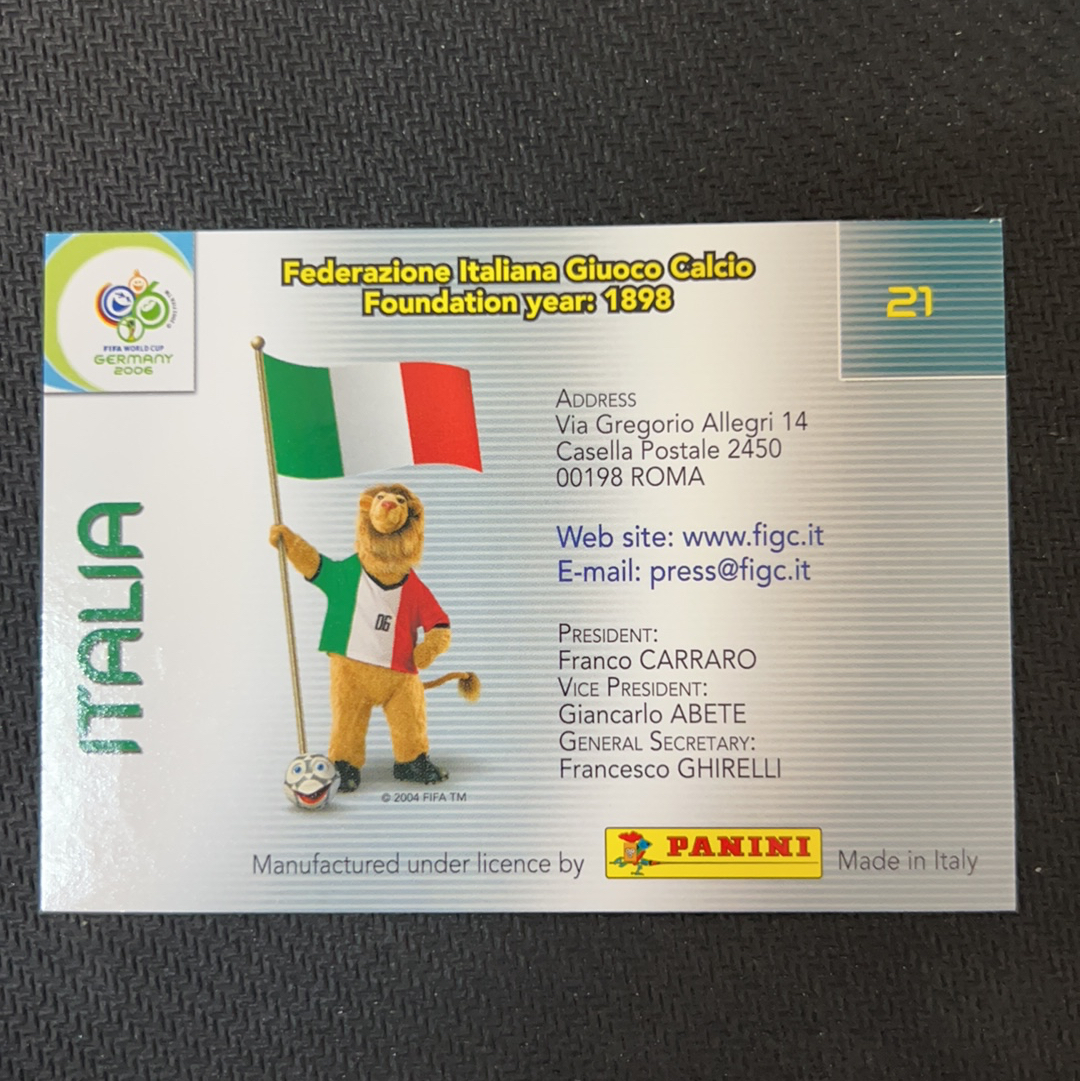 Federazione Italiana Giuoco Calcio
Foundation year: 1898
21
FIFA WORLD CUP
GERMANY
2006
ITALIA
06
ADDRESS
Via Gregorio Allegri 14
Casella Postale 2450
00198 ROMA
Web site: www.figc.it
E-mail: press@figc.it
PRESIDENT:
Franco CARRARO
VICE PRESIDENT:
Giancarlo ABETE
GENERAL SECRETARY:
Francesco GHIRELLI
© 2004 FIFA TM
Manufactured under licence by PANINI Made in Italy